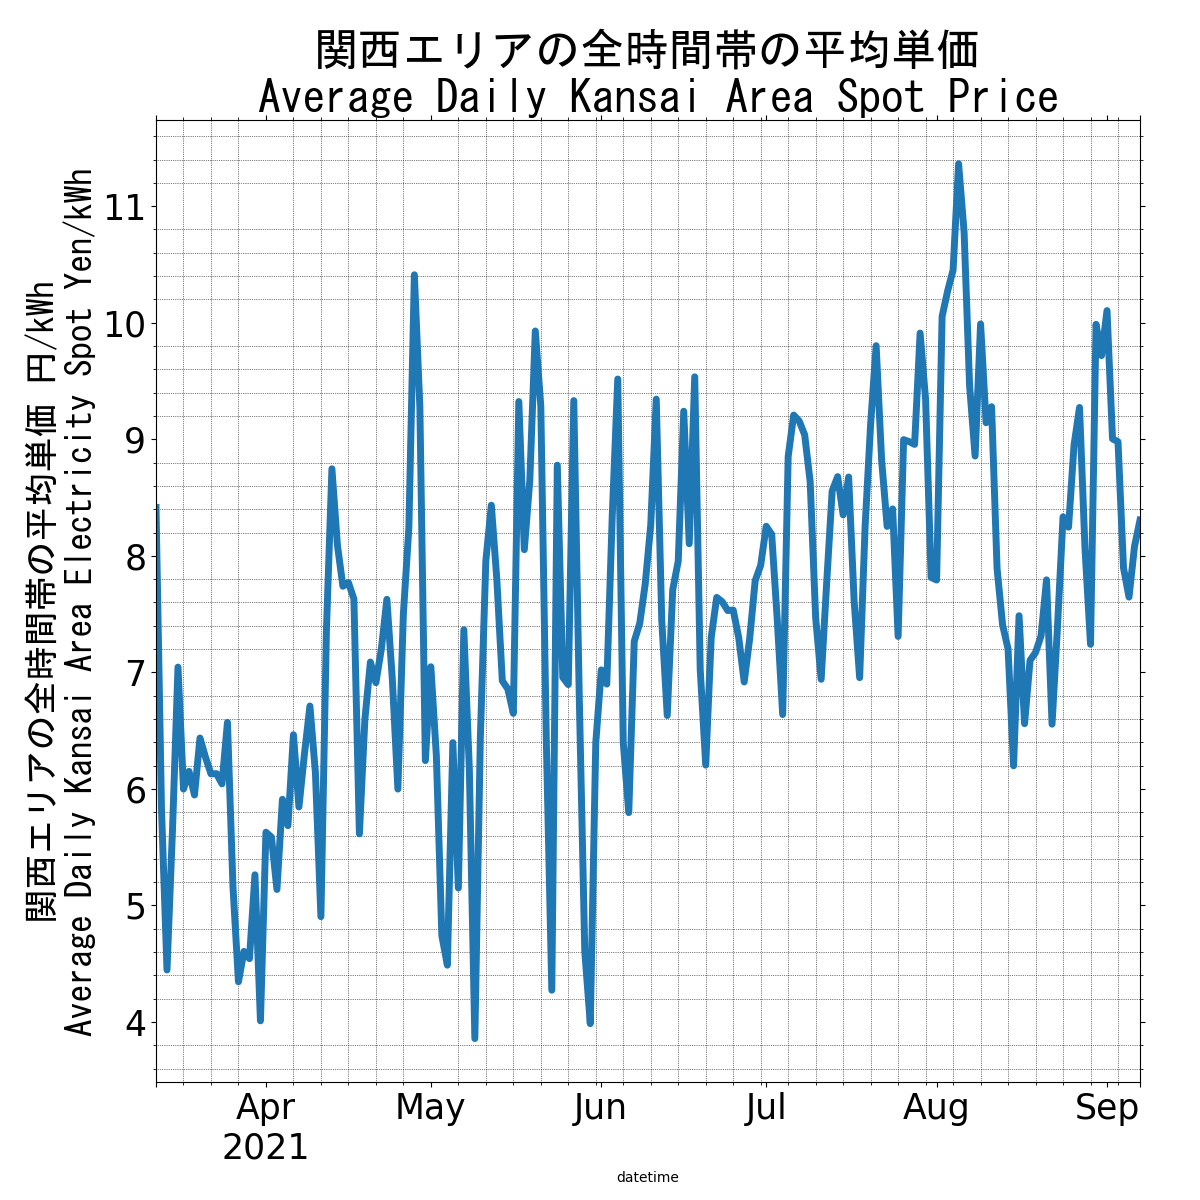 関西エリアの全時間帯の平均単価
Average Daily Kansai Area Spot Price
関西エリアの全時間帯の平均単価 円/kWh
Average Daily Kansai Area Electricity Spot Yen/kWh
11
10
9
8
7
6
5
4
Apr
2021
May
Jun
Jul
Aug
Sep
datetime